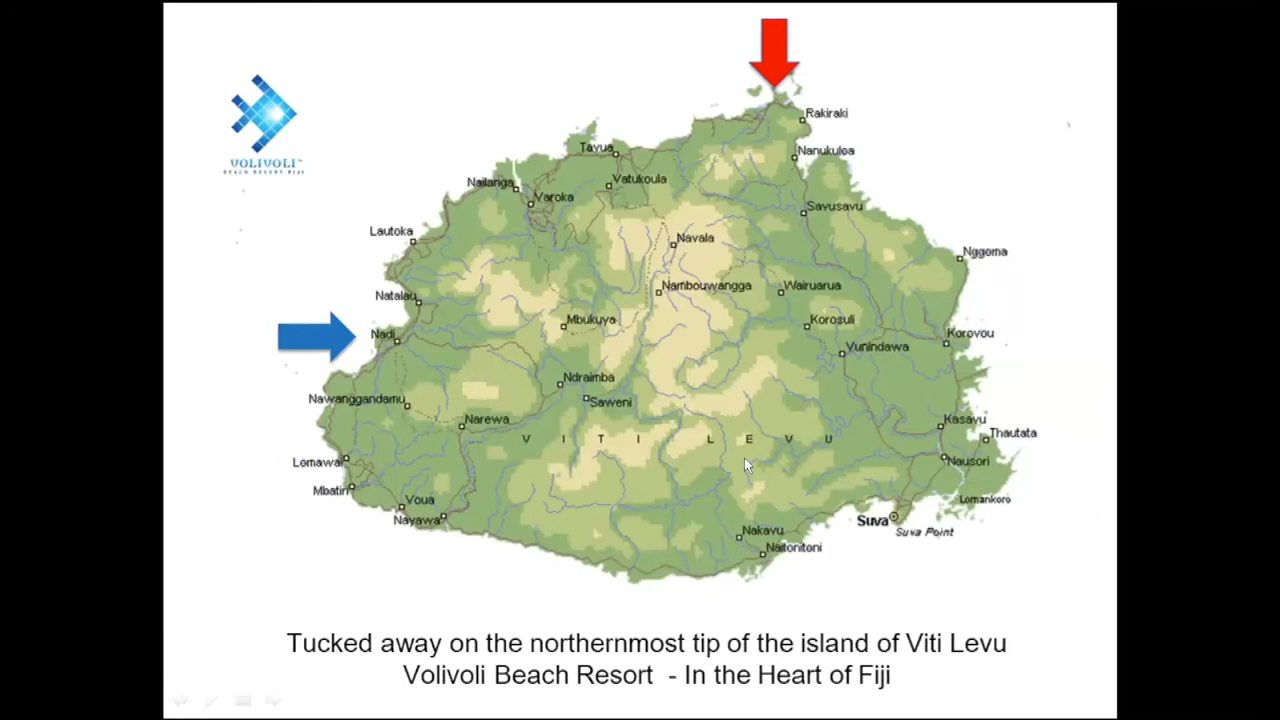 VOLIVOLI™
BEACH RESORT FIJI
Rakiraki
Tavua
Nanukuloa
Nailanga
Vatukoula
Varoka
Savusavu
Lautoka
Navala
Nggoma
Nambouwangga
Wairuarua
Natalau
Mbukuya
Korosuli
Nadi
Korovou
Vunindawa
Ndraimba
Nawanggandamu
Saweni
Narewa
Kasavu
Thautata
VITI LEVU
Lomawai
Nausori
Mbatiri
Voua
Lomankoro
Nayawa
Suva
Suva Point
Nakavu
Naitonitoni
Tucked away on the northernmost tip of the island of Viti Levu
Volivoli Beach Resort - In the Heart of Fiji